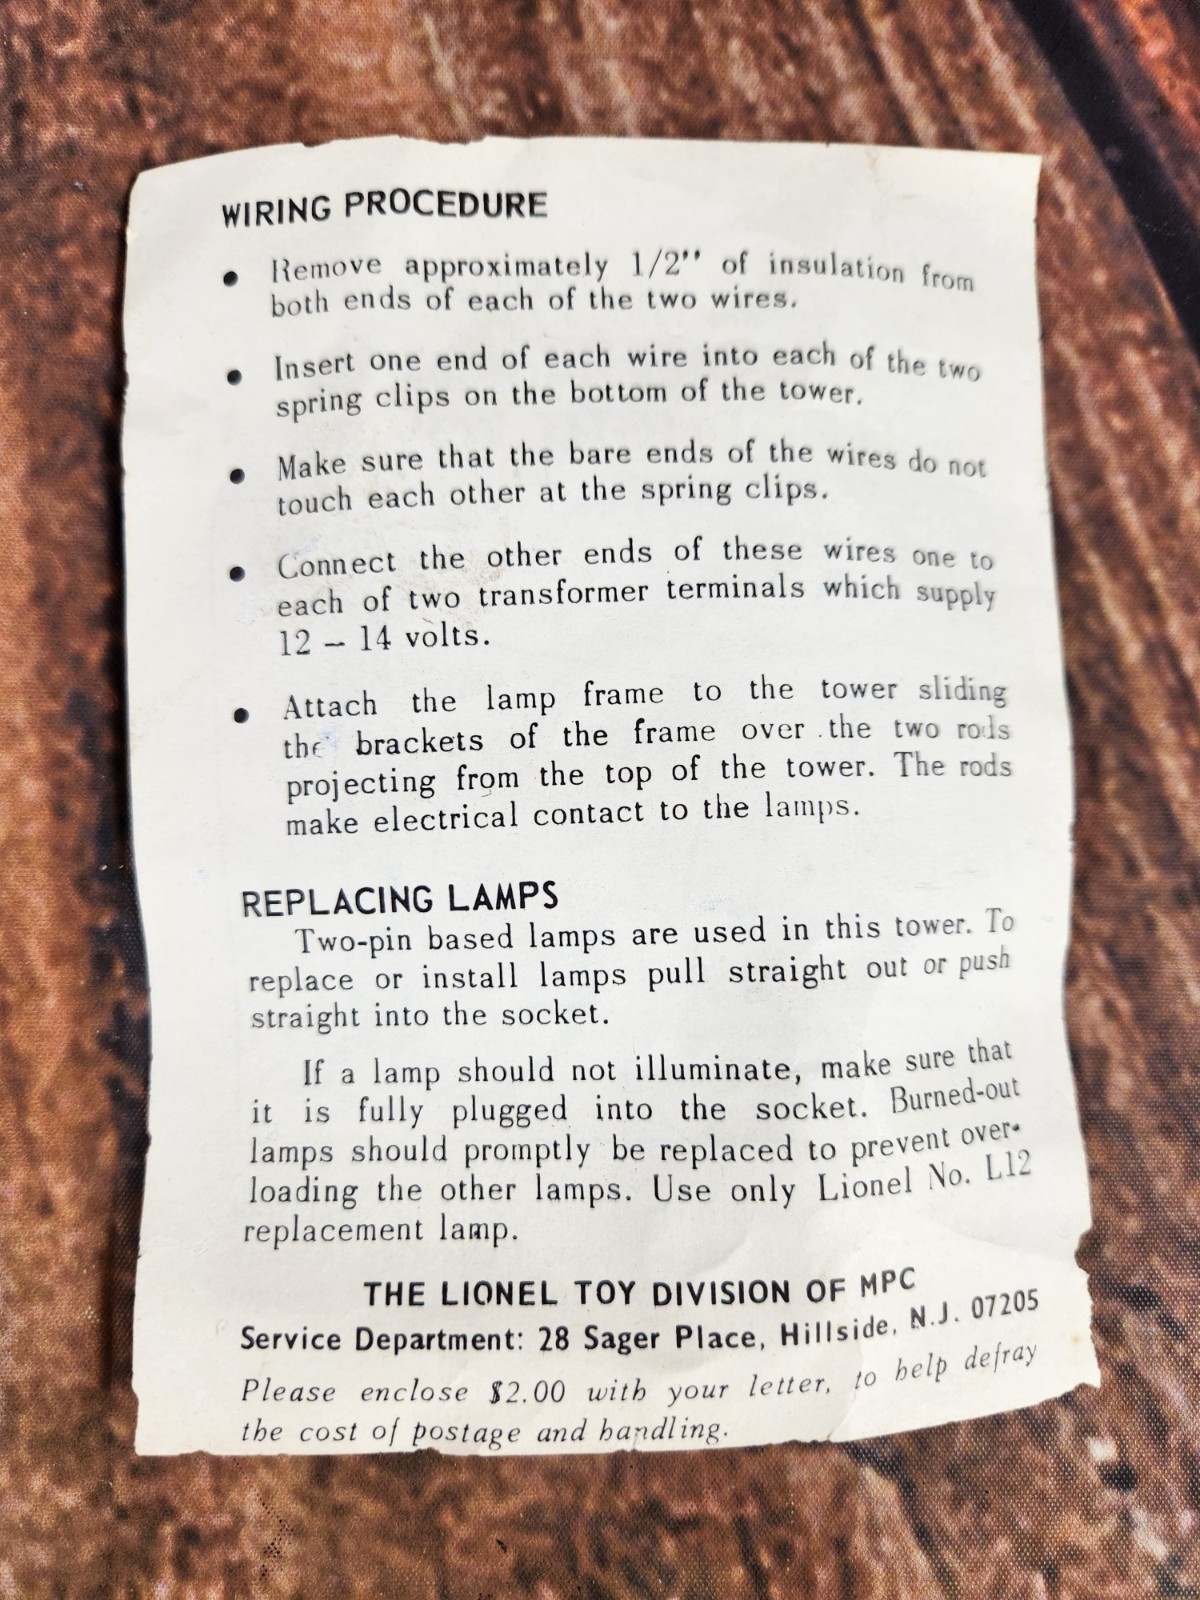 WIRING PROCEDURE
• Remove approximately 1/2'' of insulation from
both ends of each of the two wires.
• Insert one end of each wire into each of the two
spring clips on the bottom of the tower.
• Make sure that the bare ends of the wires do not
touch each other at the spring clips.
• Connect the other ends of these wires one to
each of two transformer terminals which supply
12 – 14 volts.
• Attach the lamp frame to the tower sliding
the brackets of the frame over the two rods
projecting from the top of the tower. The rods
make electrical contact to the lamps.
REPLACING LAMPS
Two-pin based lamps are used in this tower. To
replace or install lamps pull straight out or push
straight into the socket.
If a lamp should not illuminate, make sure that
it is fully plugged into the socket. Burned-out
lamps should promptly be replaced to prevent over-
loading the other lamps. Use only Lionel No. L12
replacement lamp.
THE LIONEL TOY DIVISION OF MPC
Service Department: 28 Sager Place, Hillside, N.J. 07205
Please enclose $2.00 with your letter, to help defray
the cost of postage and handling.